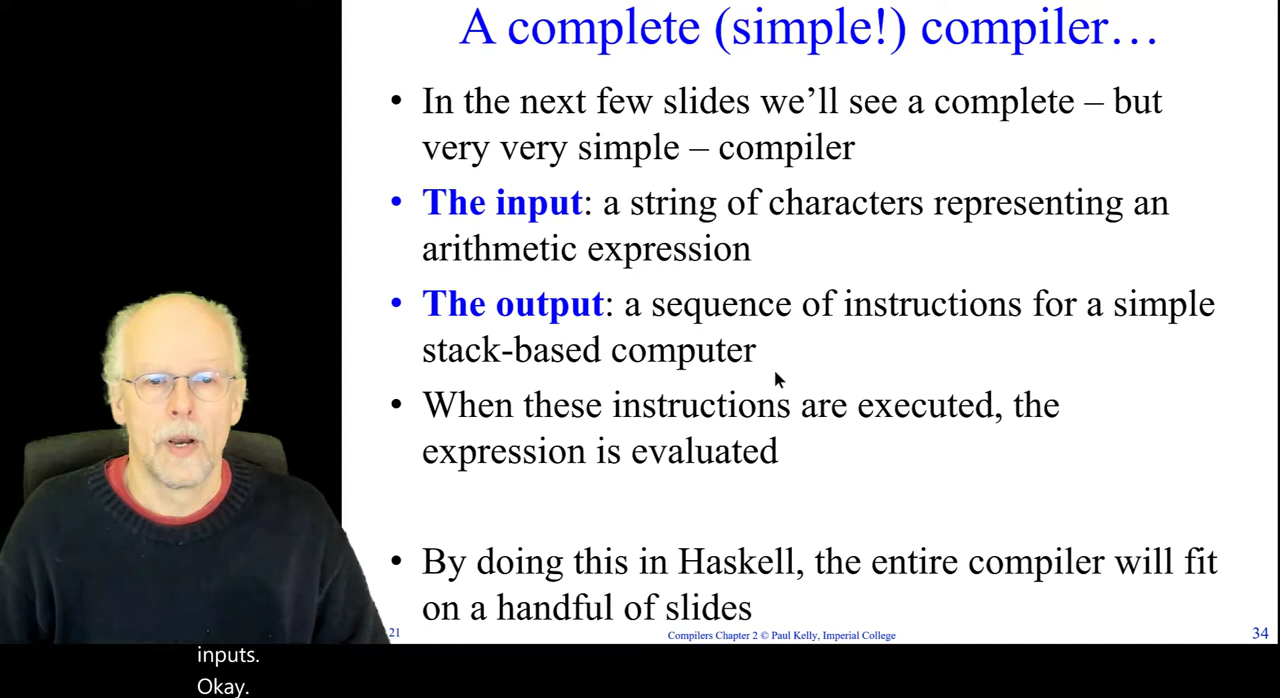 A complete (simple!) compiler…
• In the next few slides we’ll see a complete – but
very very simple – compiler
• The input: a string of characters representing an
arithmetic expression
• The output: a sequence of instructions for a simple
stack-based computer
• When these instructions are executed, the
expression is evaluated
• By doing this in Haskell, the entire compiler will fit
on a handful of slides
21
Compilers Chapter 2 © Paul Kelly, Imperial College
34
inputs.
Okay.